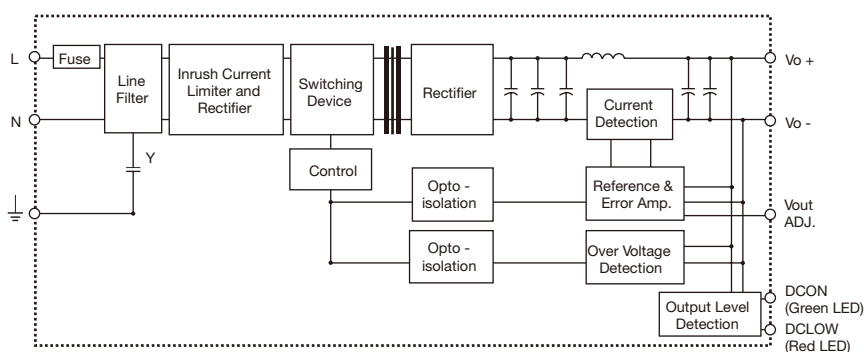 L
Fuse
Line
Filter
Inrush Current
Limiter and
Rectifier
Switching
Device
Rectifier
Vo +
Current
Detection
N
Vo -
Y
Control
Opto -
isolation
Reference &
Error Amp.
Vout
ADJ.
Opto -
isolation
Over Voltage
Detection
Output Level
Detection
DCON
(Green LED)
DCLOW
(Red LED)